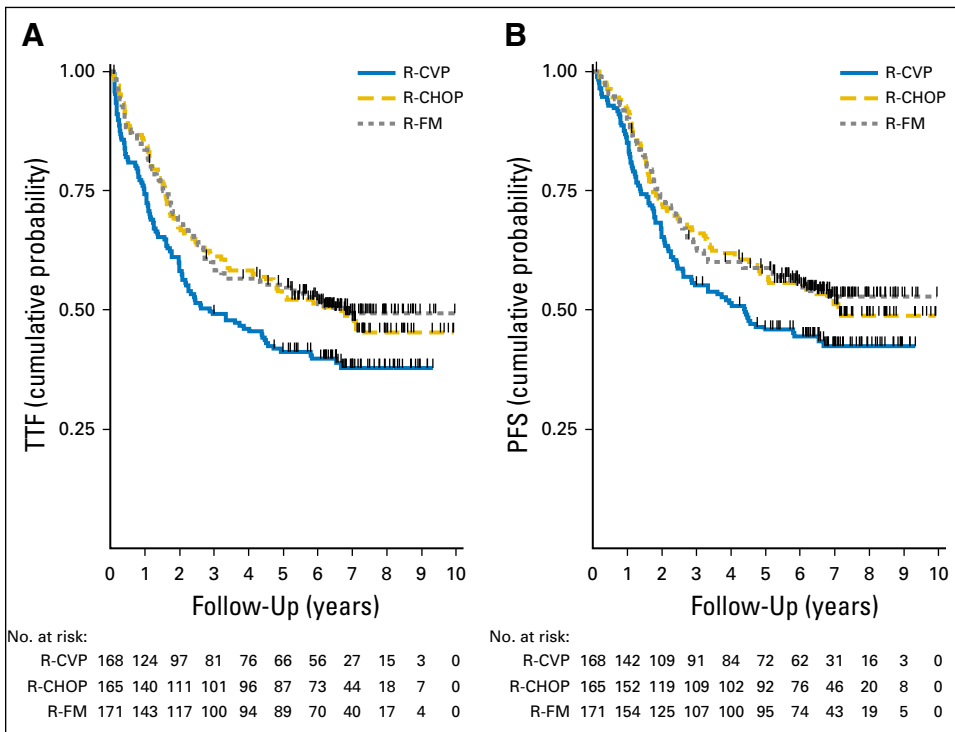 A
1.00
0.75
0.50
0.25
TTF (cumulative probability)
R-CVP
R-CHOP
R-FM
0 1 2 3 4 5 6 7 8 9 10
Follow-Up (years)
No. at risk:
R-CVP 168 124 97 81 76 66 56 27 15 3 0
R-CHOP 165 140 111 101 96 87 73 44 18 7 0
R-FM 171 143 117 100 94 89 70 40 17 4 0
B
1.00
0.75
0.50
0.25
PFS (cumulative probability)
R-CVP
R-CHOP
R-FM
0 1 2 3 4 5 6 7 8 9 10
Follow-Up (years)
No. at risk:
R-CVP 168 142 109 91 84 72 62 31 16 3 0
R-CHOP 165 152 119 109 102 92 76 46 20 8 0
R-FM 171 154 125 107 100 95 74 43 19 5 0